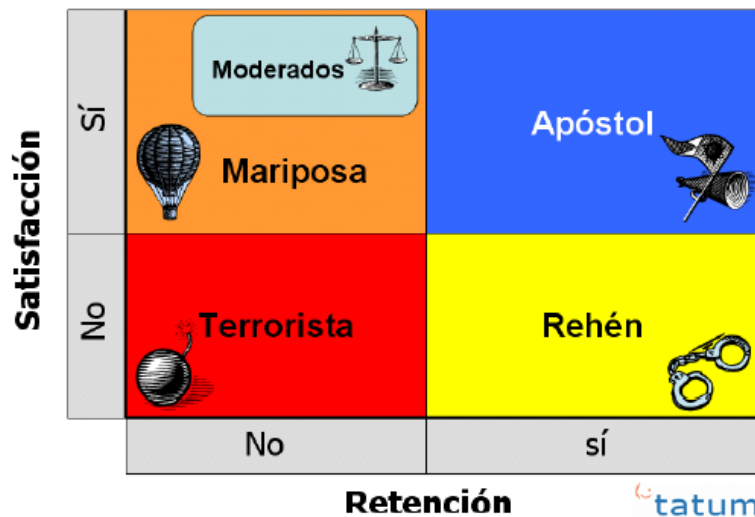 Satisfacción
Sí
No
Moderados
Mariposa
Apóstol
Terrorista
Rehén
No
sí
Retención
tatum